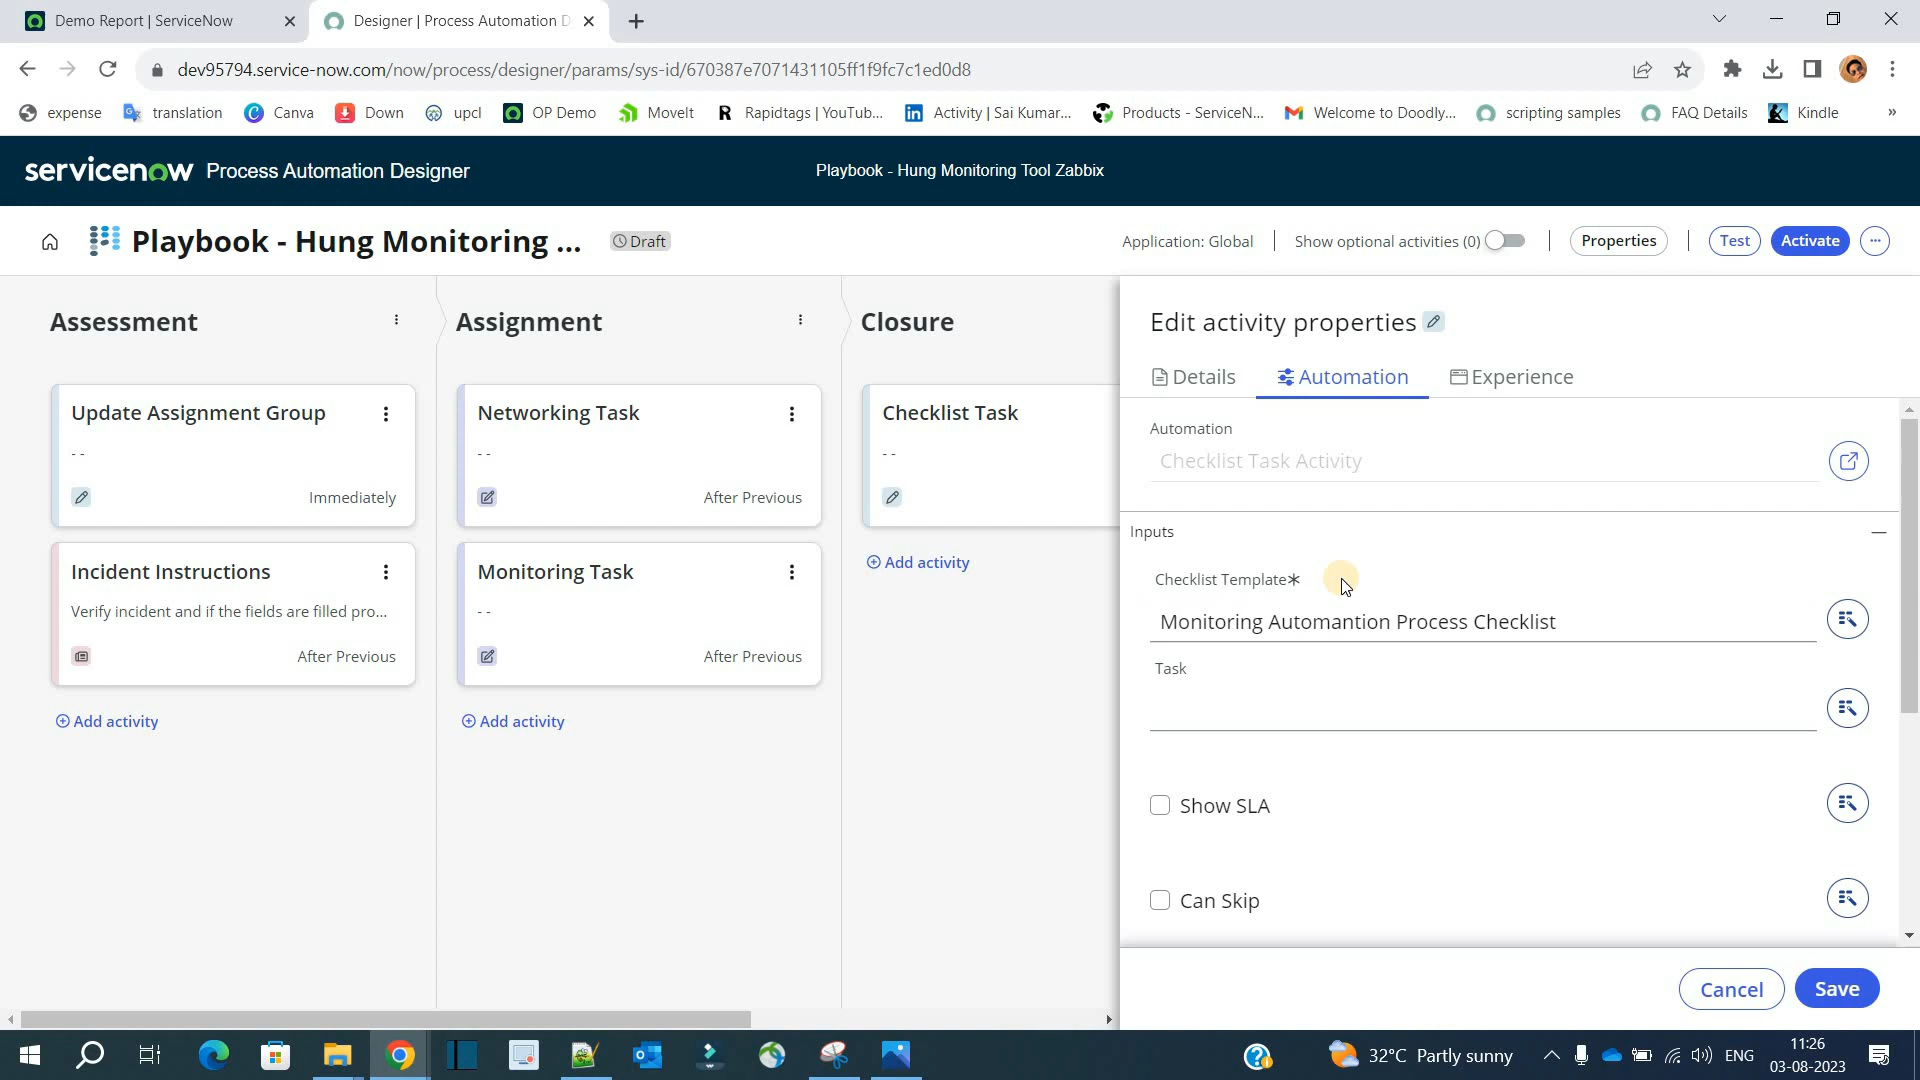 Demo Report | ServiceNow
Designer | Process Automation D
dev95794.service-now.com/now/process/designer/params/sys-id/670387e7071431105ff1f9fc7c1ed0d8
expense
translation
Canva
Down
upcl
OP Demo
MoveIt
Rapidtags | YouTub...
Activity | Sai Kumar...
Products - ServiceN...
Welcome to Doodly...
scripting samples
FAQ Details
Kindle
»
servicenow Process Automation Designer
Playbook - Hung Monitoring Tool Zabbix
Playbook - Hung Monitoring ...
Draft
Application: Global
Show optional activities (0)
Properties
Test
Activate
Assessment
Assignment
Closure
Update Assignment Group
- -
Immediately
Incident Instructions
Verify incident and if the fields are filled pro...
After Previous
Add activity
Networking Task
- -
After Previous
Monitoring Task
- -
After Previous
Add activity
Checklist Task
- -
Add activity
Edit activity properties
Details
Automation
Experience
Automation
Checklist Task Activity
Inputs
Checklist Template*
Monitoring Automantion Process Checklist
Task
Show SLA
Can Skip
Cancel
Save
32°C Partly sunny
ENG
11:26
03-08-2023